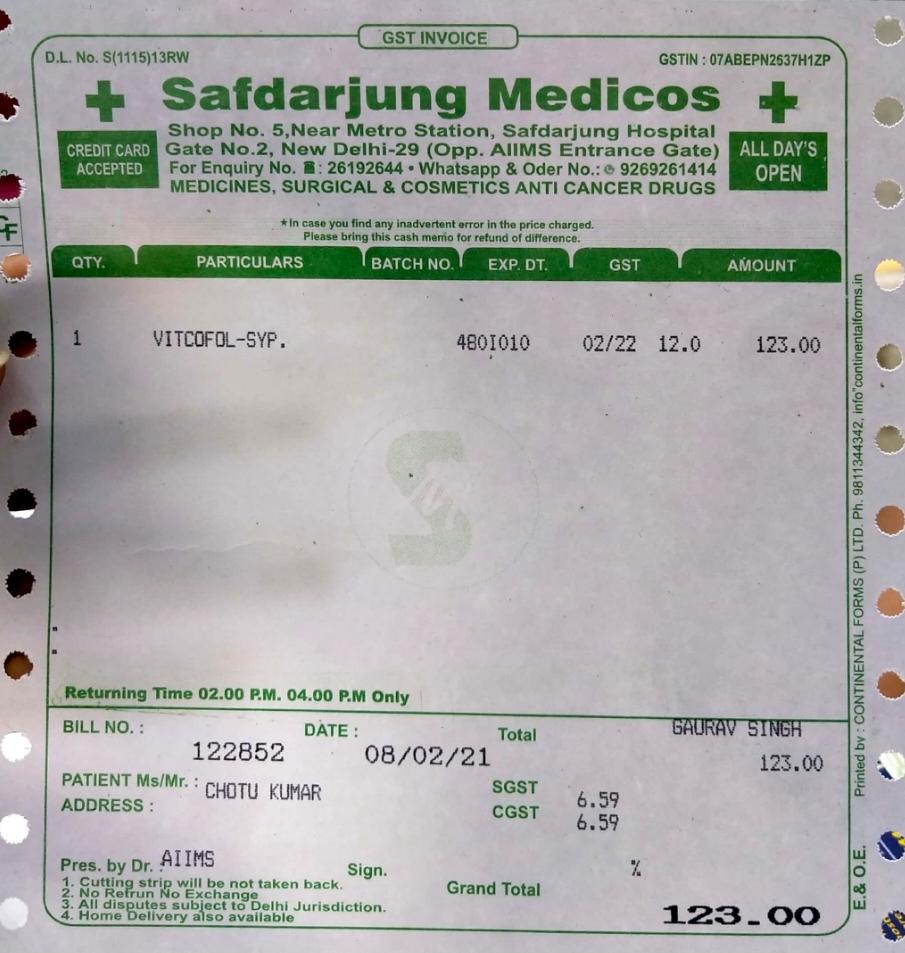 GST INVOICE
D.L. No. S(1115)13RW
GSTIN : 07ABEPN2637H1ZP
Safdarjung Medicos
CREDIT CARD ACCEPTED
Shop No. 5,Near Metro Station, Safdarjung Hospital
Gate No.2, New Delhi-29 (Opp. AIIMS Entrance Gate)
For Enquiry No. ☎: 26192644 • Whatsapp & Oder No.: 9269261414
MEDICINES, SURGICAL & COSMETICS ANTI CANCER DRUGS
ALL DAY'S OPEN
*In case you find any inadvertent error in the price charged.
Please bring this cash memo for refund of difference.
QTY. PARTICULARS BATCH NO. EXP. DT. GST AMOUNT
1 VITCOFOL-SYP. 480I010 02/22 12.0 123.00
Returning Time 02.00 P.M. 04.00 P.M Only
BILL NO. : DATE : Total GAURAV SINGH
122852 08/02/21 123.00
PATIENT Ms/Mr. : CHOTU KUMAR SGST 6.59
ADDRESS : CGST 6.59
Pres. by Dr. AIIMS Sign. %
1. Cutting strip will be not taken back.
2. No Retrun No Exchange
3. All disputes subject to Delhi Jurisdiction.
4. Home Delivery also available
Grand Total 123.00
E.& O.E.
Printed by : CONTINENTAL FORMS (P) LTD. Ph. 9811344342, info"continentalforms.in